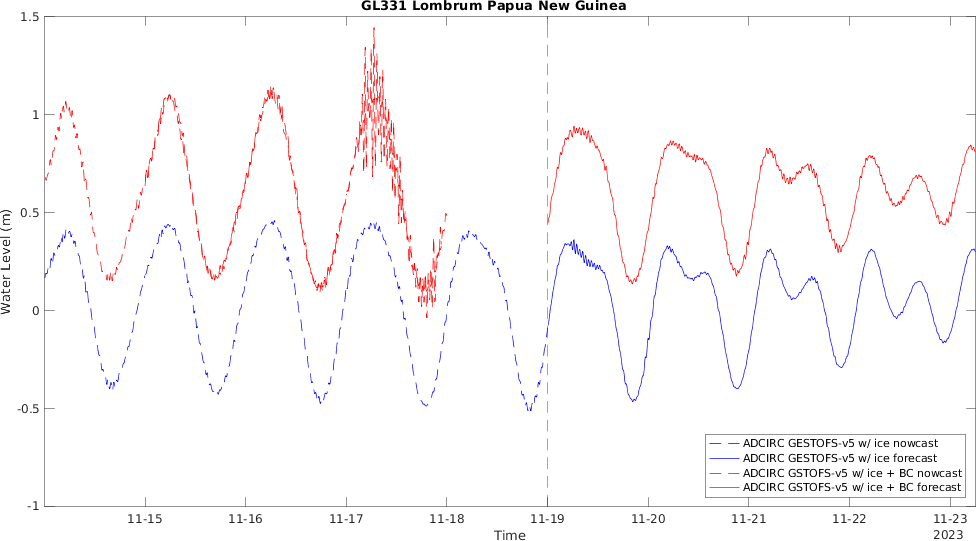 GL331 Lombrum Papua New Guinea
1.5
1
0.5
0
-0.5
-1
Water Level (m)
ADCIRC GESTOFS-v5 w/ ice nowcast
ADCIRC GESTOFS-v5 w/ ice forecast
ADCIRC GSTOFS-v5 w/ ice + BC nowcast
ADCIRC GSTOFS-v5 w/ ice + BC forecast
11-15 11-16 11-17 11-18 11-19 11-20 11-21 11-22 11-23
Time 2023